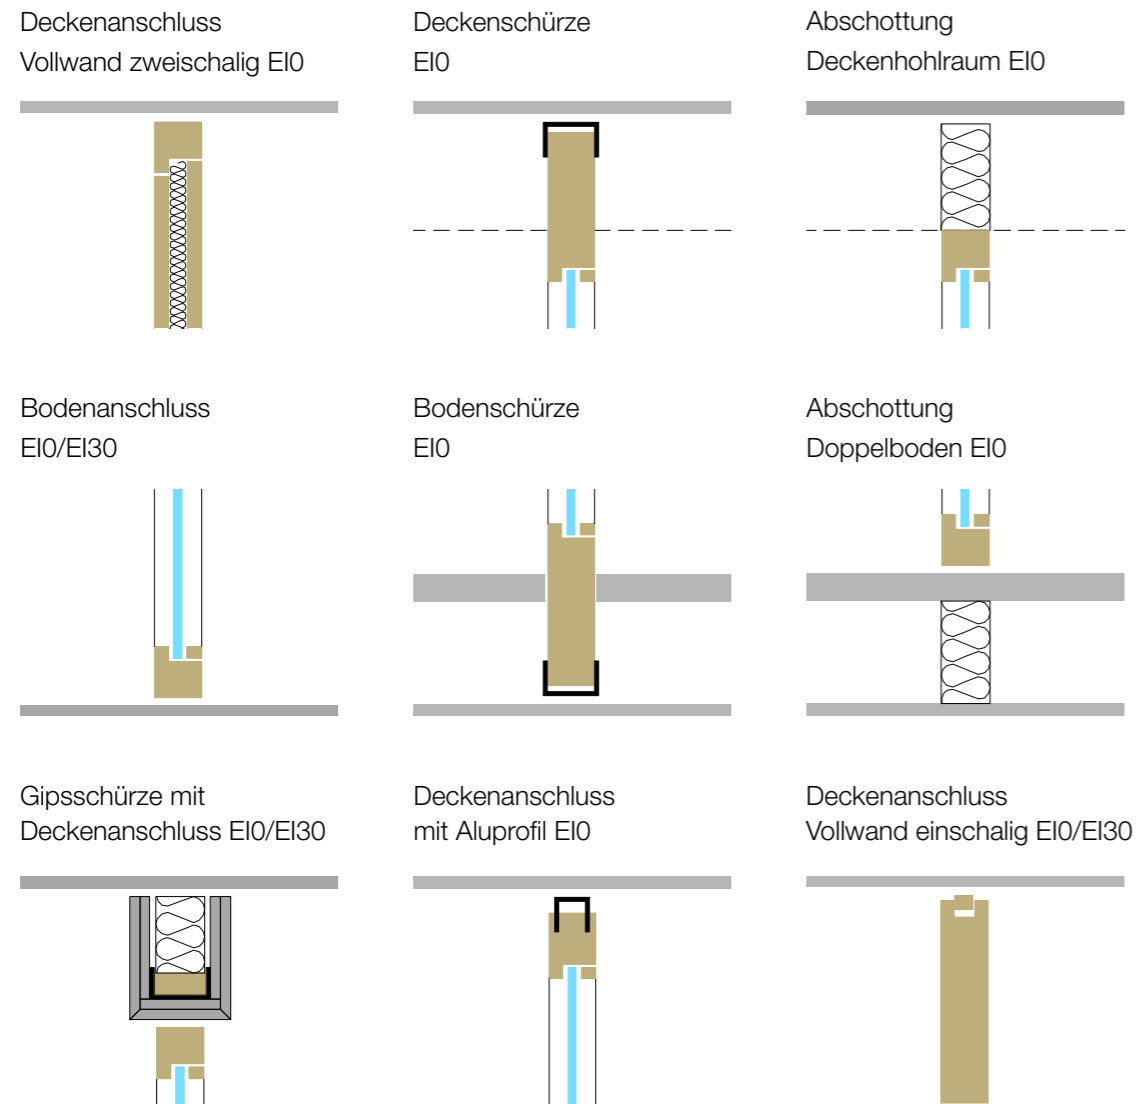 Deckenanschluss
Vollwand zweischalig EI0
Deckenschürze
EI0
Abschottung
Deckenhohlraum EI0
Bodenanschluss
EI0/EI30
Bodenschürze
EI0
Abschottung
Doppelboden EI0
Gipsschürze mit
Deckenanschluss EI0/EI30
Deckenanschluss
mit Aluprofil EI0
Deckenanschluss
Vollwand einschalig EI0/EI30